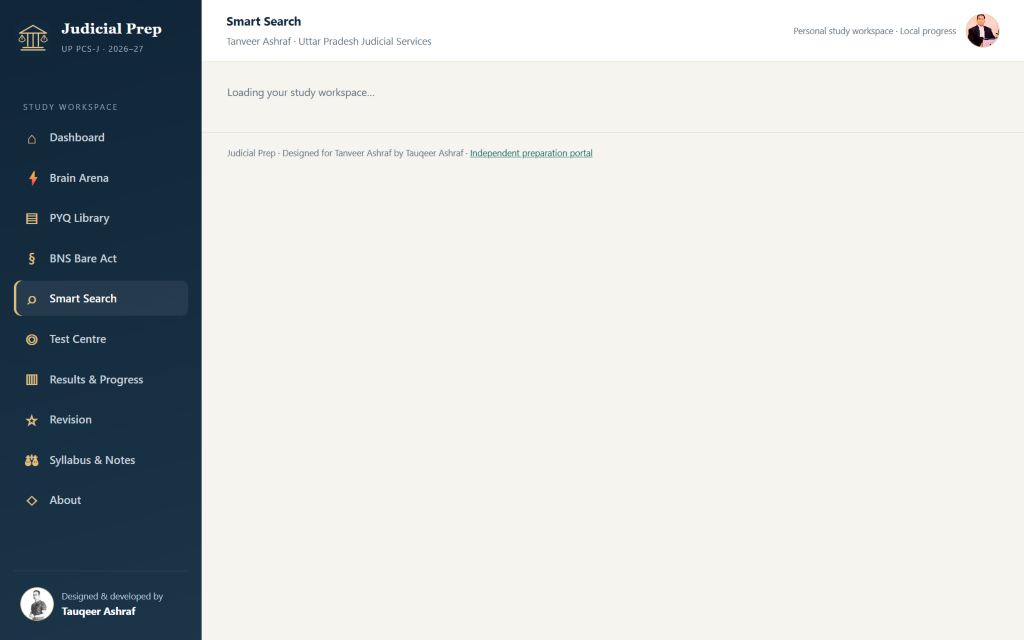 Judicial Prep
UP PCS-J · 2026–27
STUDY WORKSPACE
Dashboard
Brain Arena
PYQ Library
§ BNS Bare Act
Smart Search
Test Centre
Results & Progress
Revision
Syllabus & Notes
About
Designed & developed by
Tauqeer Ashraf
Smart Search
Tanveer Ashraf · Uttar Pradesh Judicial Services
Personal study workspace · Local progress
Loading your study workspace...
Judicial Prep · Designed for Tanveer Ashraf by Tauqeer Ashraf · Independent preparation portal